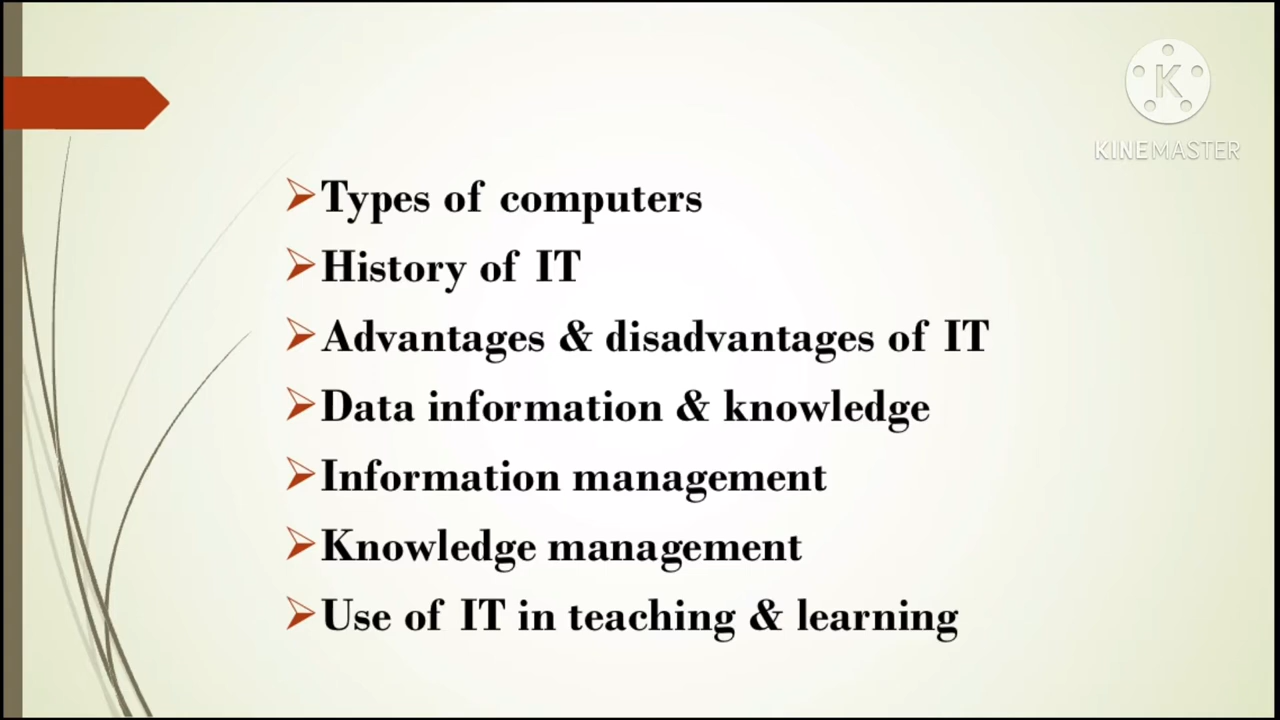 K
KINEMASTER
Types of computers
History of IT
Advantages & disadvantages of IT
Data information & knowledge
Information management
Knowledge management
Use of IT in teaching & learning